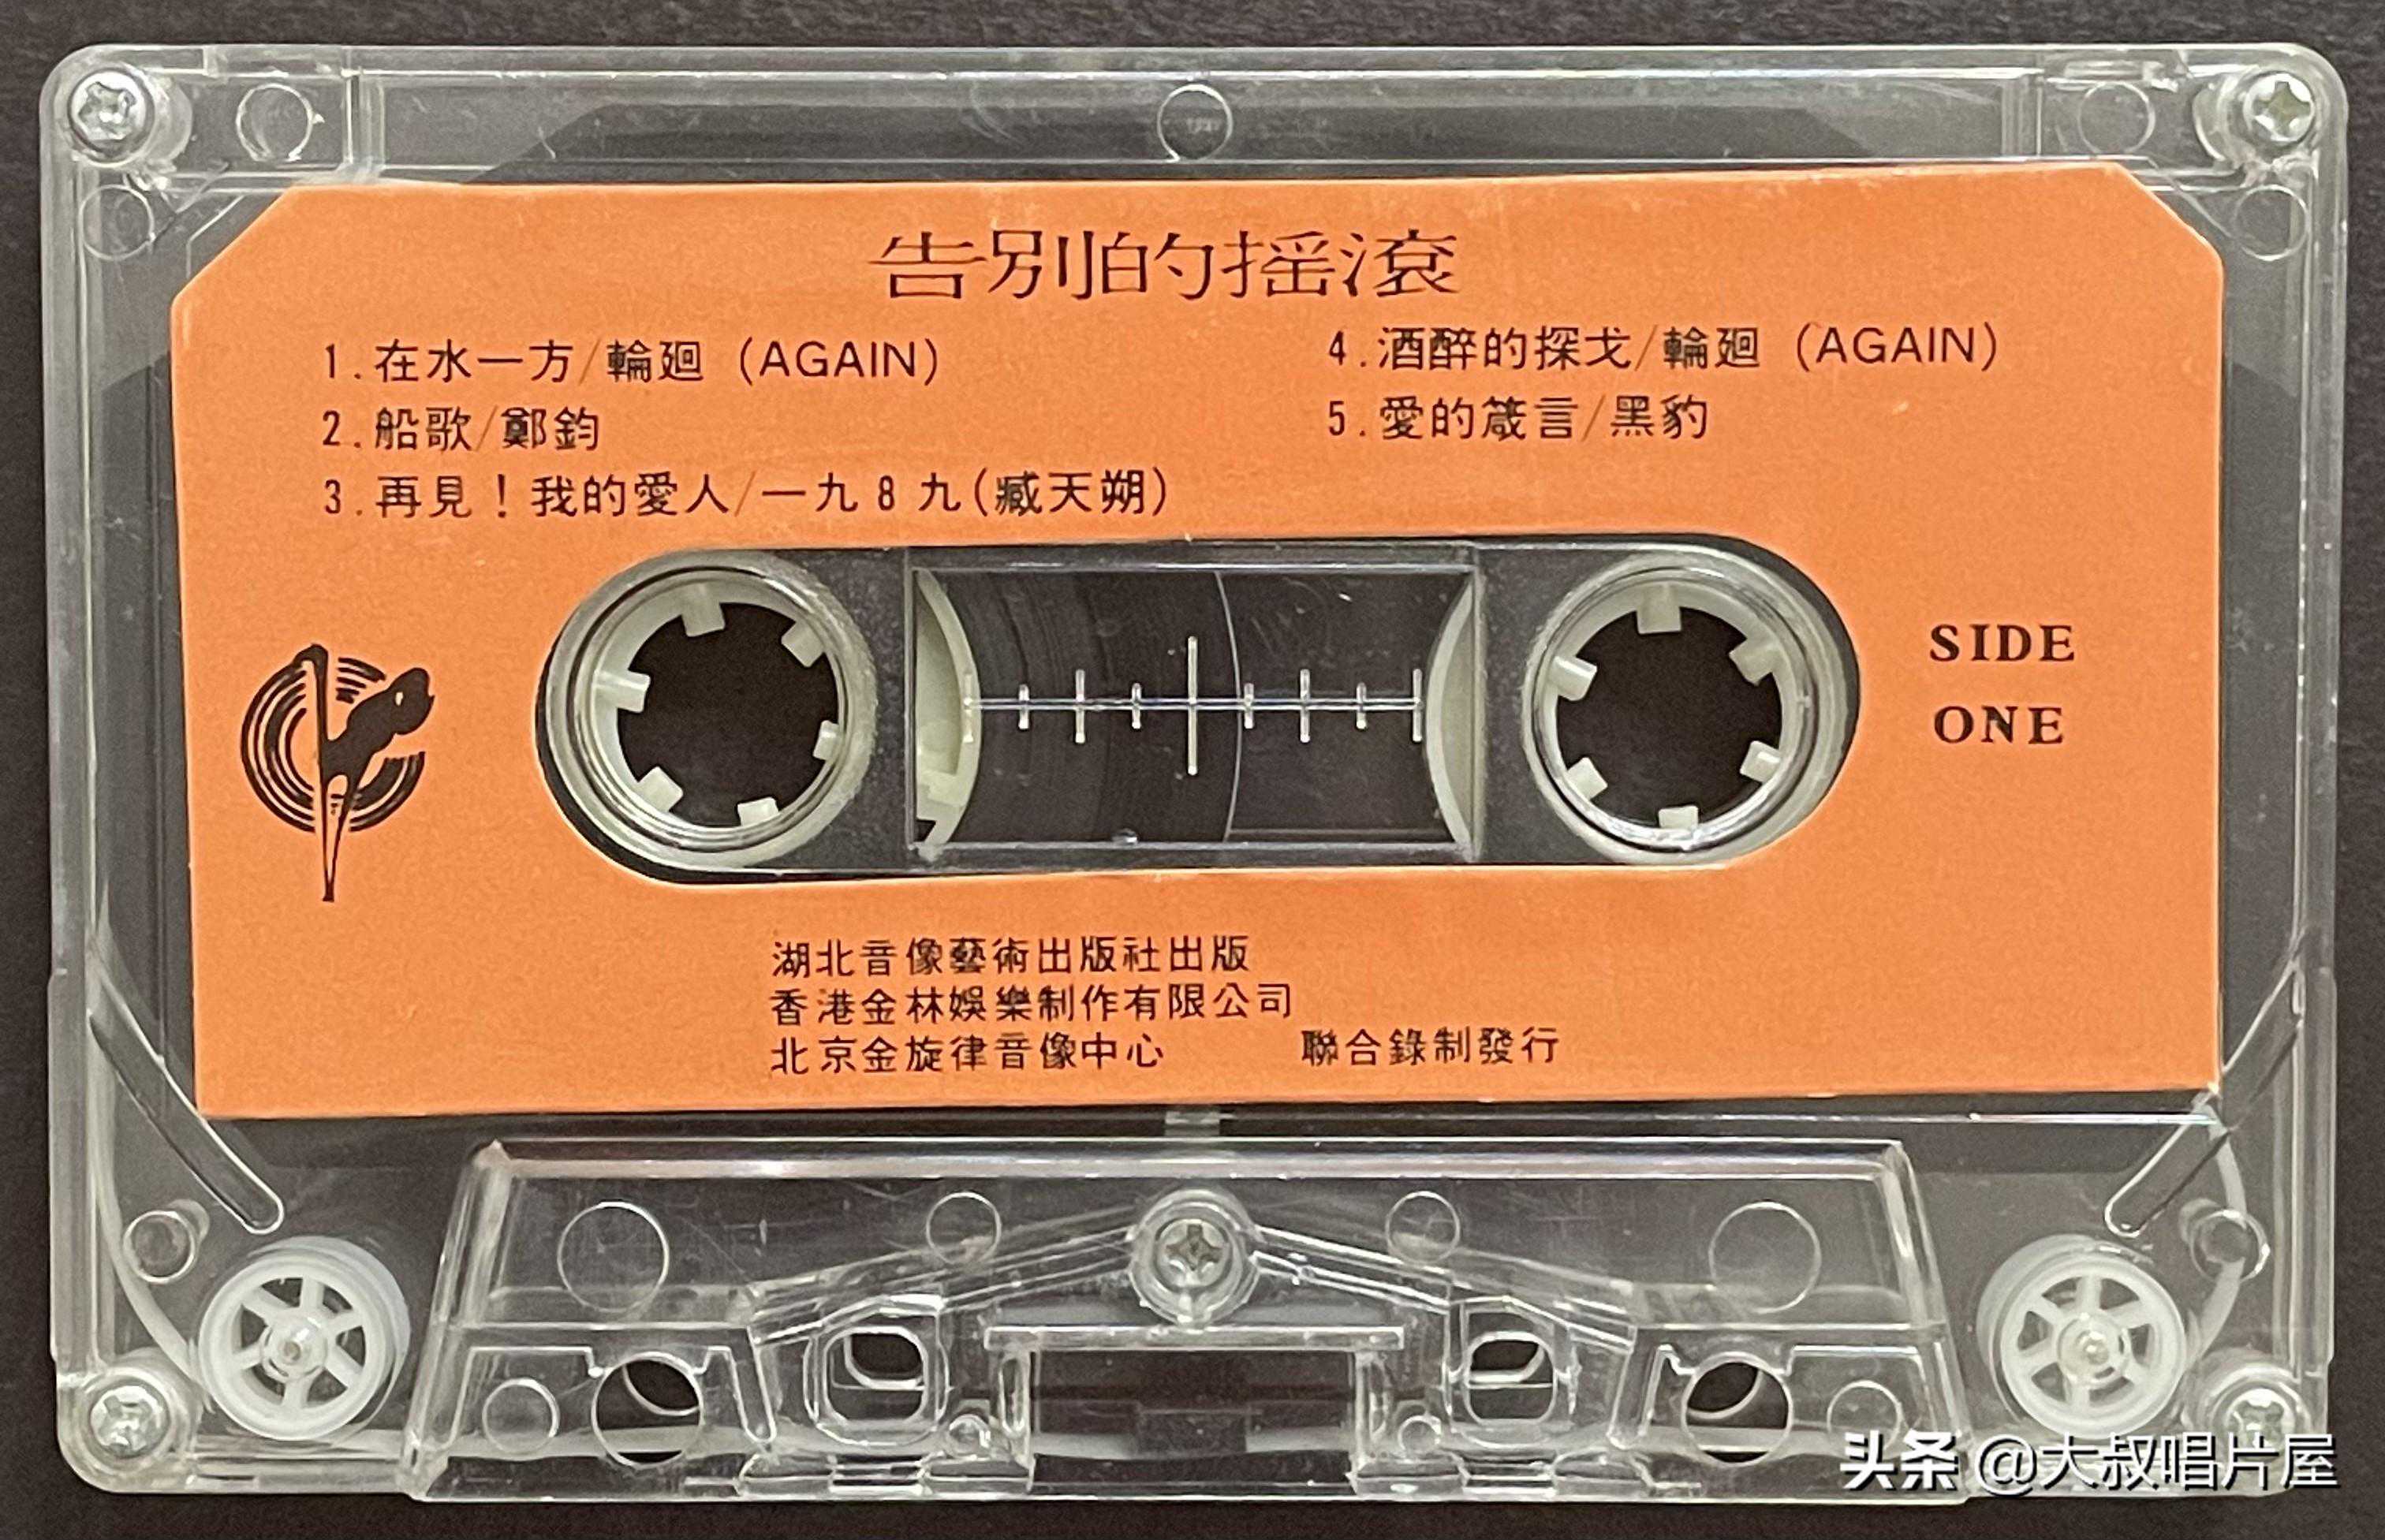 告别的摇滾
1.在水一方/輪廻（AGAIN）
2.船歌/鄭鈞
3.再見！我的愛人/一九8九(臧天朔)
4.酒醉的探戈/輪廻（AGAIN）
5.愛的箴言/黑豹
SIDE
ONE
湖北音像藝術出版社出版
香港金林娛樂制作有限公司
北京金旋律音像中心 聯合錄制發行
头条 @大叔唱片屋